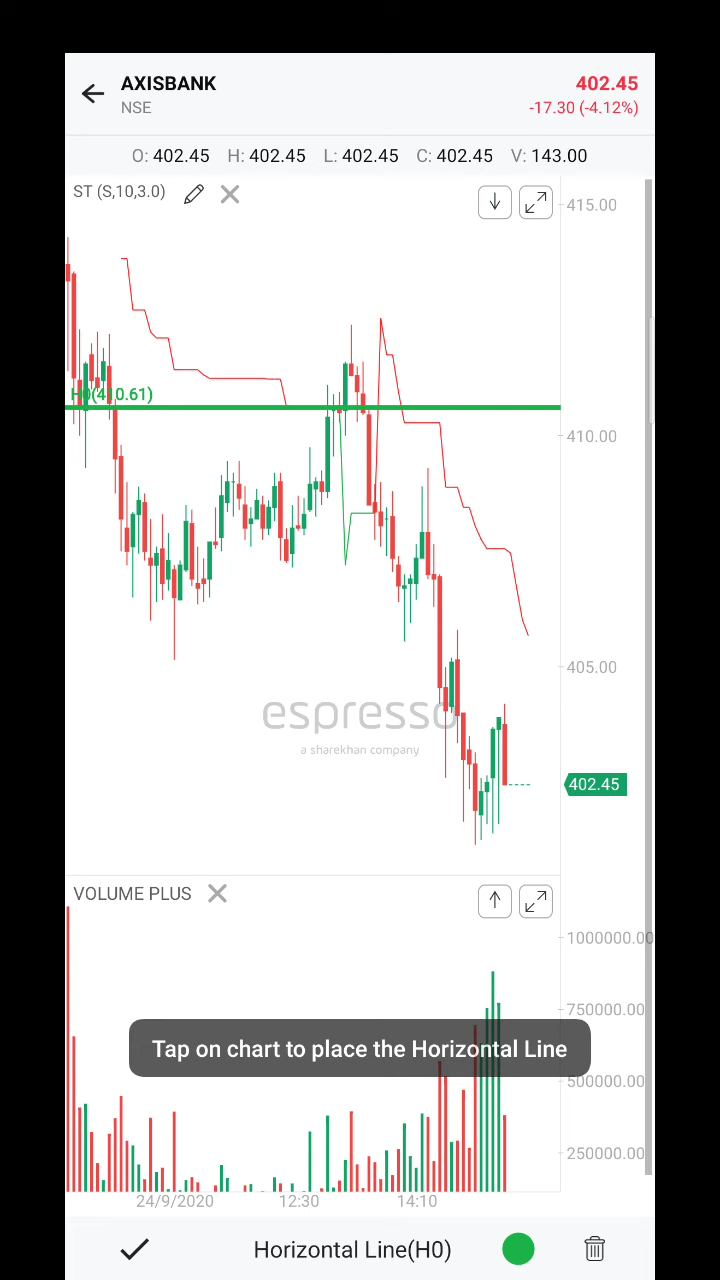 AXISBANK
402.45
NSE
-17.30 (-4.12%)
O: 402.45 H: 402.45 L: 402.45 C: 402.45 V: 143.00
ST (S,10,3.0)
415.00
H0(410.61)
410.00
405.00
espresso
a sharekhan company
402.45
VOLUME PLUS
1000000.00
750000.00
Tap on chart to place the Horizontal Line
500000.00
250000.00
24/9/2020 12:30 14:10
Horizontal Line(H0)